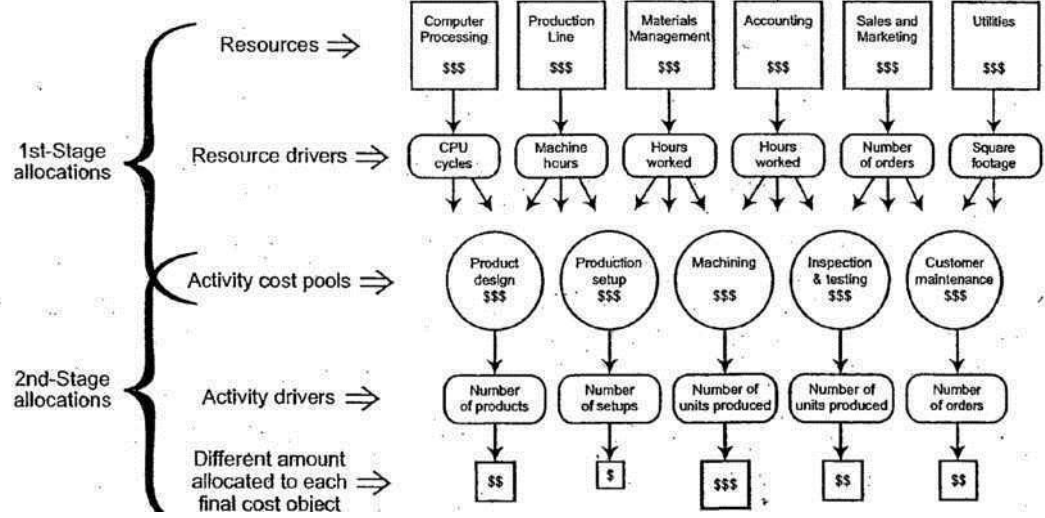 Resources ⇒
Computer
Processing
$$$
Production
Line
$$$
Materials
Management
$$$
Accounting
$$$
Sales and
Marketing
$$$
Utilities
$$$
1st-Stage
allocations
Resource drivers ⇒
CPU
cycles
Machine
hours
Hours
worked
Hours
worked
Number
of orders
Square
footage
Activity cost pools ⇒
Product
design
$$$
Production
setup
$$$
Machining
$$$
Inspection
& testing
$$$
Customer
maintenance
$$$
2nd-Stage
allocations
Activity drivers ⇒
Number
of products
Number
of setups
Number of
units produced
Number of
units produced
Number
of orders
Different amount
allocated to each ⇒
final cost object
$$
$
$$$
$$
$$